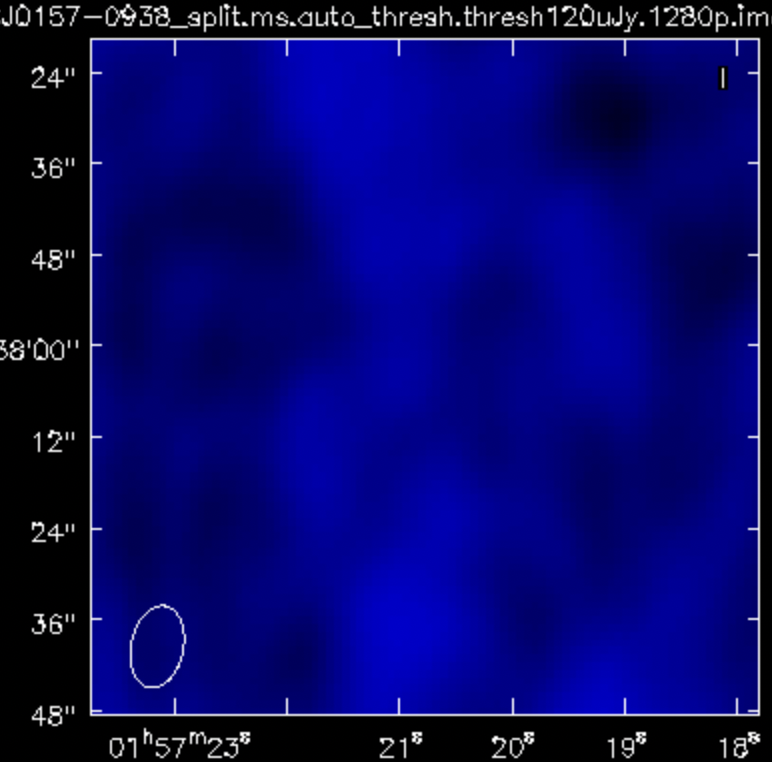 J0157-0938_split.ms.auto_thresh.thresh120uJy.1280p.im
I
24"
36"
48"
38'00"
12"
24"
36"
48"
01ʰ57ᵐ23ˢ 21ˢ 20ˢ 19ˢ 18ˢ